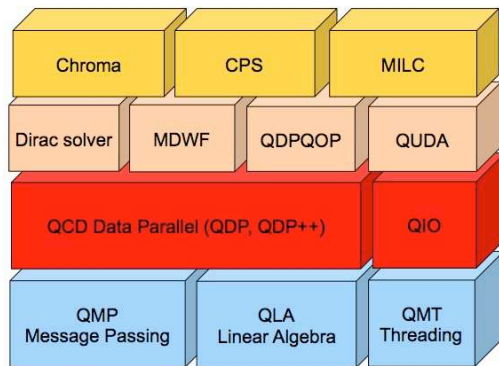 Chroma
CPS
MILC
Dirac solver
MDWF
QDPQOP
QUDA
QCD Data Parallel (QDP, QDP++)
QIO
QMP
Message Passing
QLA
Linear Algebra
QMT
Threading